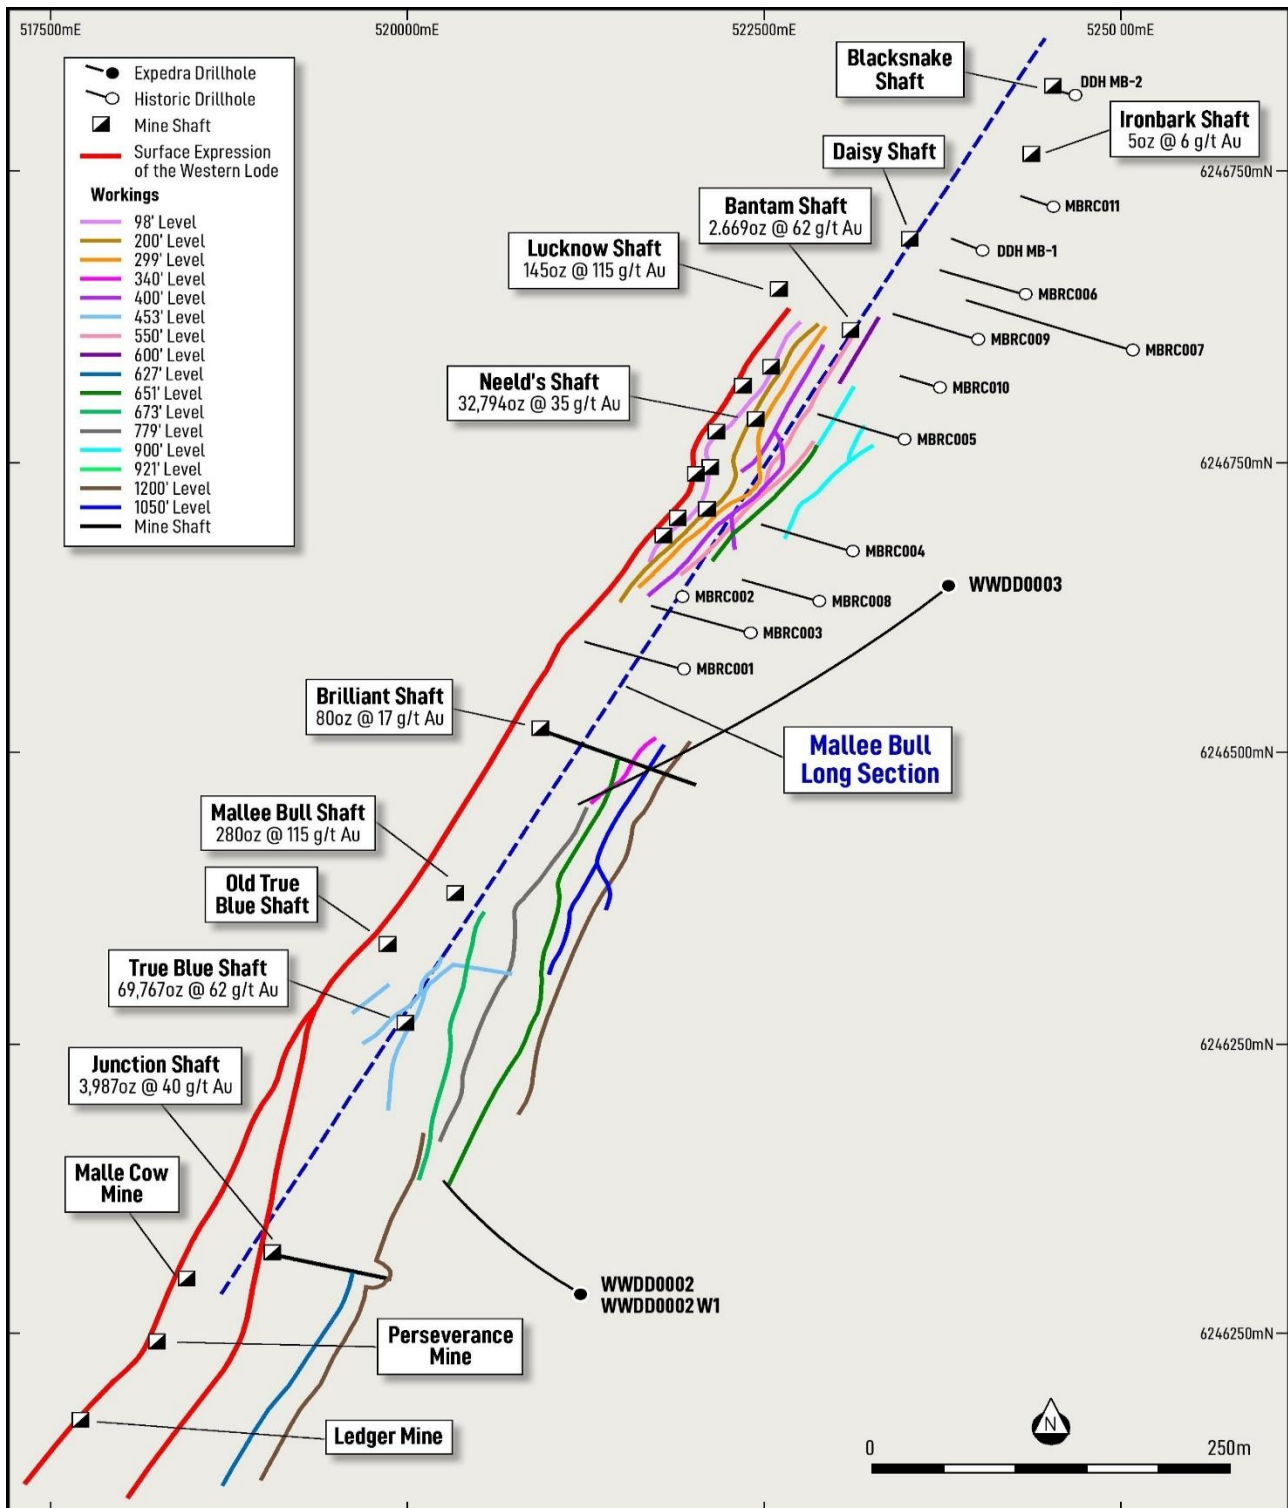 517500mE
520000mE
522500mE
5250 00mE
Expedra Drillhole
Historic Drillhole
Mine Shaft
Surface Expression
of the Western Lode
Workings
98' Level
200' Level
299' Level
340' Level
400' Level
453' Level
550' Level
600' Level
627' Level
651' Level
673' Level
779' Level
900' Level
921' Level
1200' Level
1050' Level
Mine Shaft
Blacksnake
Shaft
DDH MB-2
Ironbark Shaft
5oz @ 6 g/t Au
Daisy Shaft
6246750mN
Bantam Shaft
2.669oz @ 62 g/t Au
MBRC011
Lucknow Shaft
145oz @ 115 g/t Au
DDH MB-1
MBRC006
MBRC009
MBRC007
Neeld's Shaft
32,794oz @ 35 g/t Au
MBRC010
MBRC005
6246750mN
MBRC004
WWDD0003
MBRC002
MBRC008
MBRC003
MBRC001
Brilliant Shaft
80oz @ 17 g/t Au
Mallee Bull
Long Section
6246500mN
Mallee Bull Shaft
280oz @ 115 g/t Au
Old True
Blue Shaft
True Blue Shaft
69,767oz @ 62 g/t Au
6246250mN
Junction Shaft
3,987oz @ 40 g/t Au
Malle Cow
Mine
WWDD0002
WWDD0002 W1
Perseverance
Mine
6246250mN
Ledger Mine
N
0
250m